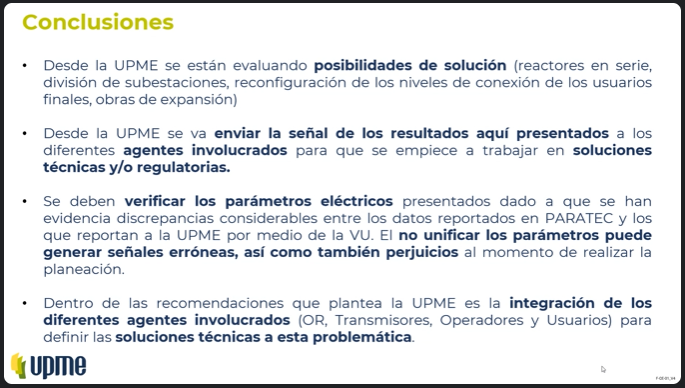 Conclusiones
• Desde la UPME se están evaluando posibilidades de solución (reactores en serie,
división de subestaciones, reconfiguración de los niveles de conexión de los usuarios
finales, obras de expansión)
• Desde la UPME se va enviar la señal de los resultados aquí presentados a los
diferentes agentes involucrados para que se empiece a trabajar en soluciones
técnicas y/o regulatorias.
• Se deben verificar los parámetros eléctricos presentados dado a que se han
evidencia discrepancias considerables entre los datos reportados en PARATEC y los
que reportan a la UPME por medio de la VU. El no unificar los parámetros puede
generar señales erróneas, así como también perjuicios al momento de realizar la
planeación.
• Dentro de las recomendaciones que plantea la UPME es la integración de los
diferentes agentes involucrados (OR, Transmisores, Operadores y Usuarios) para
definir las soluciones técnicas a esta problemática.
upme